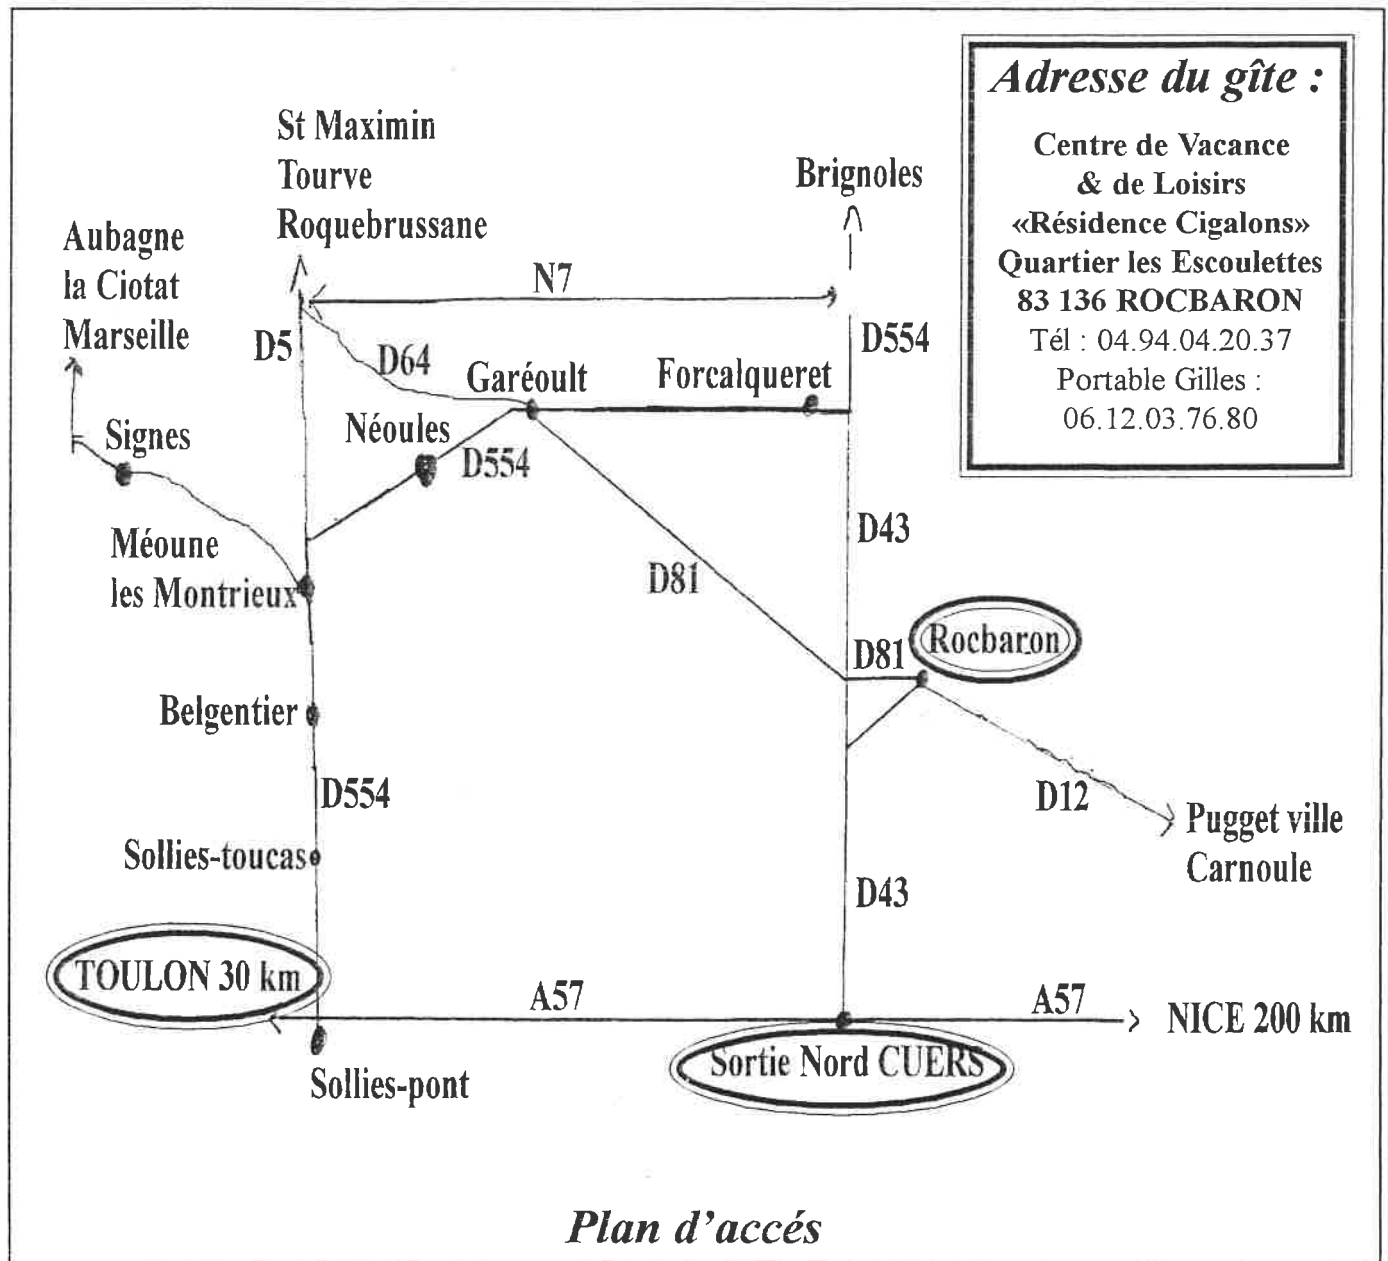 Adresse du gîte :
Centre de Vacance
& de Loisirs
«Résidence Cigalons»
Quartier les Escoulettes
83 136 ROCBARON
Tél : 04.94.04.20.37
Portable Gilles :
06.12.03.76.80
St Maximin
Tourve
Roquebrussane
Brignoles
Aubagne
la Ciotat
Marseille
N7
D5
D64
D554
Garéoult
Forcalqueret
Signes
Néoules
D554
D43
Méoune
les Montrieux
D81
D81
Rocbaron
Belgentier
D554
D12
Pugget ville
Carnoule
Sollies-toucas
D43
TOULON 30 km
A57
A57
NICE 200 km
Sortie Nord CUERS
Sollies-pont
Plan d'accés